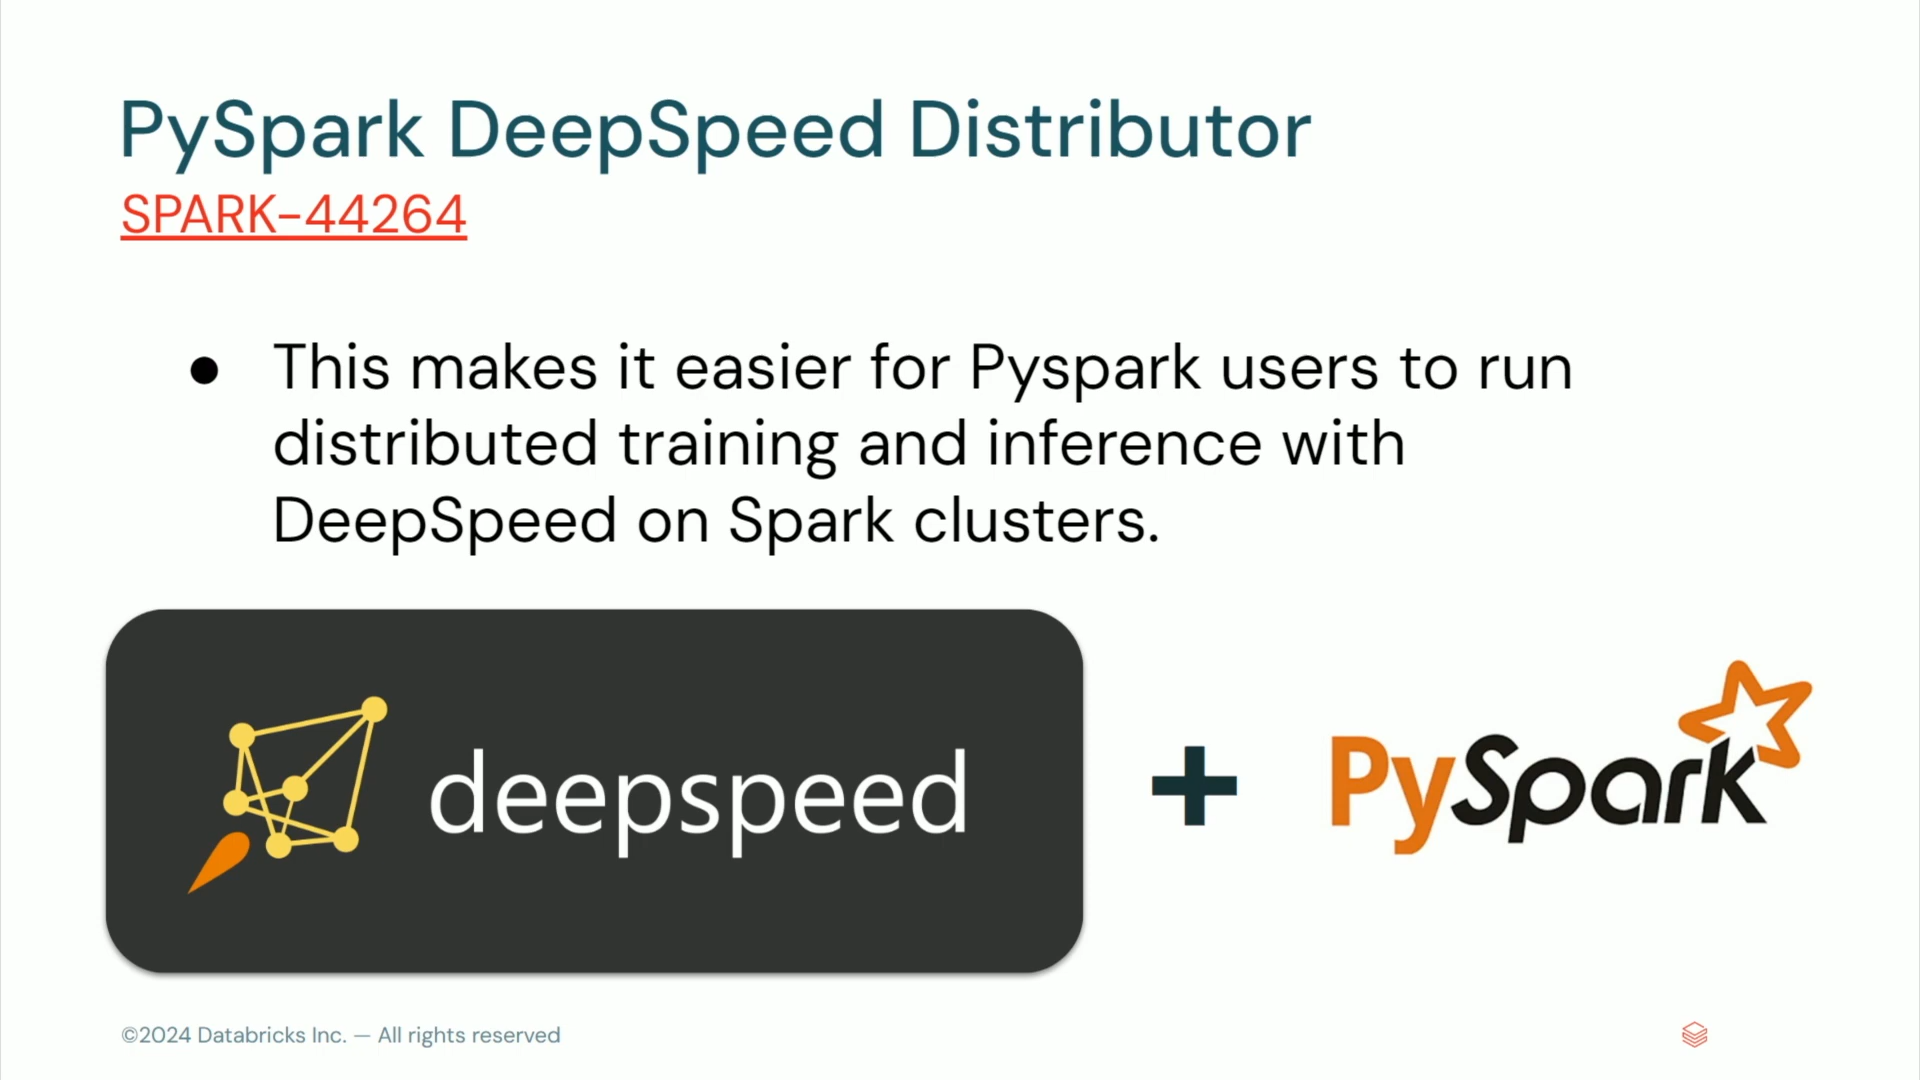 PySpark DeepSpeed Distributor
SPARK-44264
● This makes it easier for Pyspark users to run
distributed training and inference with
DeepSpeed on Spark clusters.
deepspeed
+
PySpark
©2024 Databricks Inc. — All rights reserved